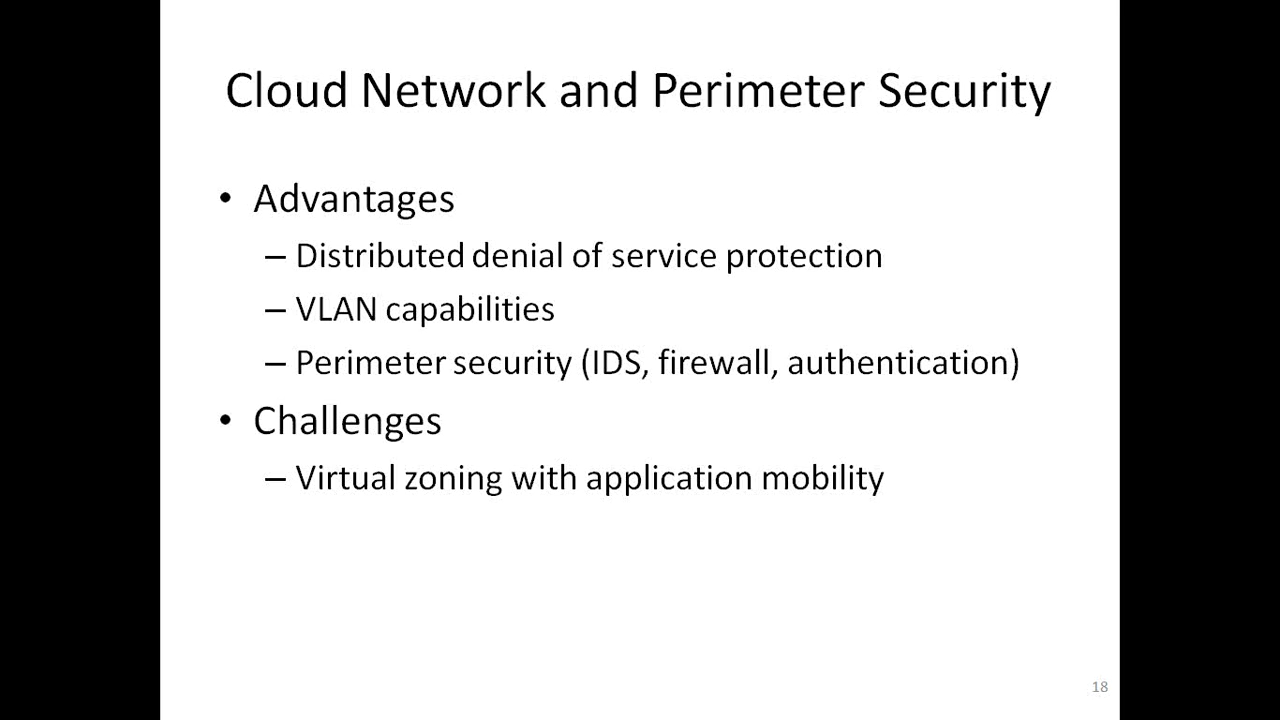 Cloud Network and Perimeter Security
• Advantages
– Distributed denial of service protection
– VLAN capabilities
– Perimeter security (IDS, firewall, authentication)
• Challenges
– Virtual zoning with application mobility
18